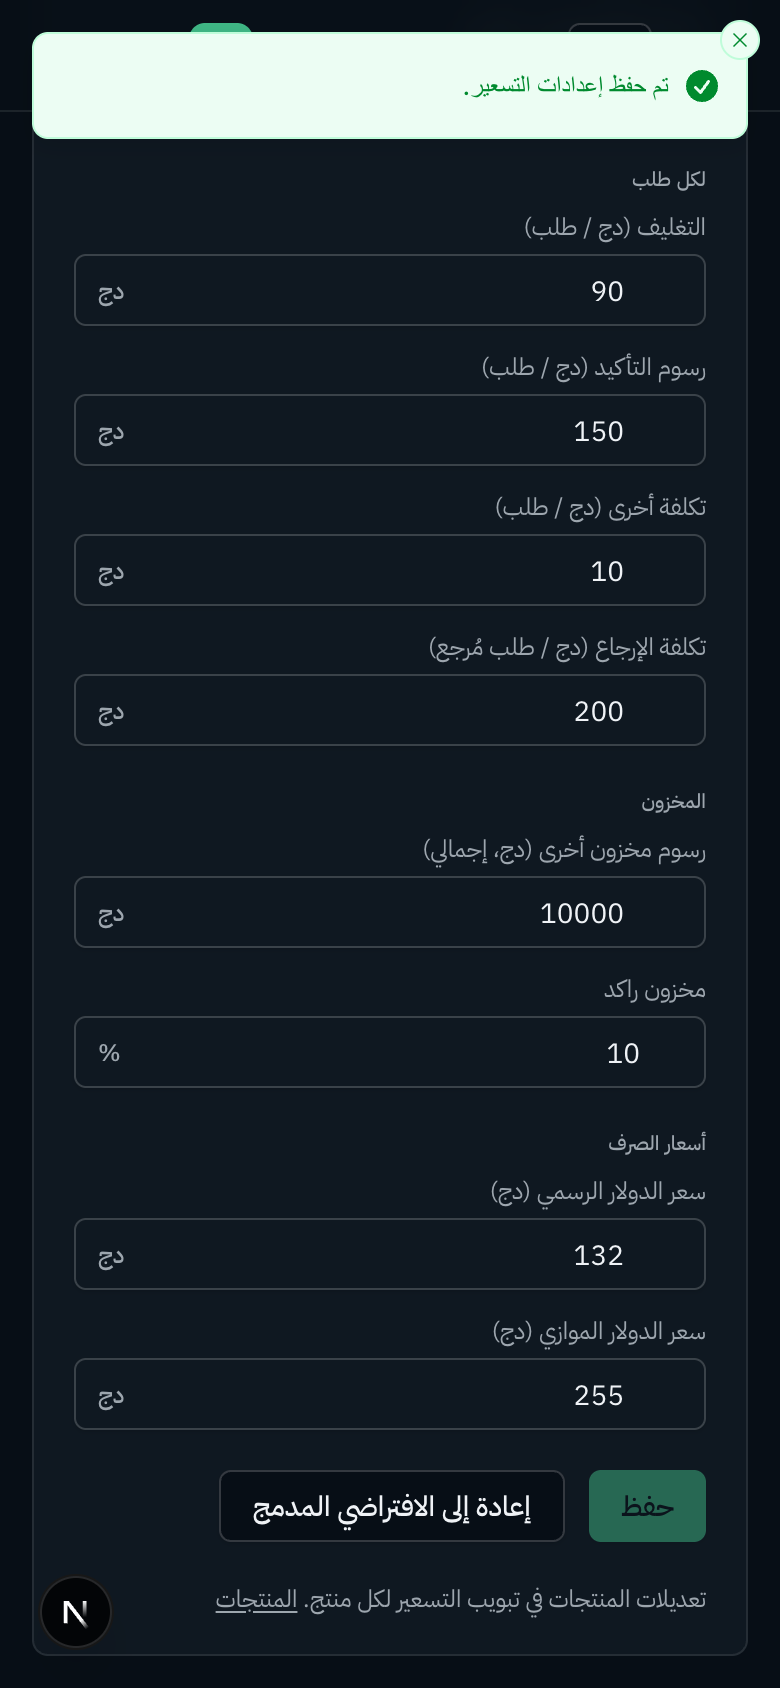 تم حفظ إعدادات التسعير.
لكل طلب
التغليف (دج / طلب)
90 دج
رسوم التأكيد (دج / طلب)
150 دج
تكلفة أخرى (دج / طلب)
10 دج
تكلفة الإرجاع (دج / طلب مُرجع)
200 دج
المخزون
رسوم مخزون أخرى (دج، إجمالي)
10000 دج
مخزون راكد
10 %
أسعار الصرف
سعر الدولار الرسمي (دج)
132 دج
سعر الدولار الموازي (دج)
255 دج
حفظ إعادة إلى الافتراضي المدمج
تعديلات المنتجات في تبويب التسعير لكل منتج. المنتجات
N